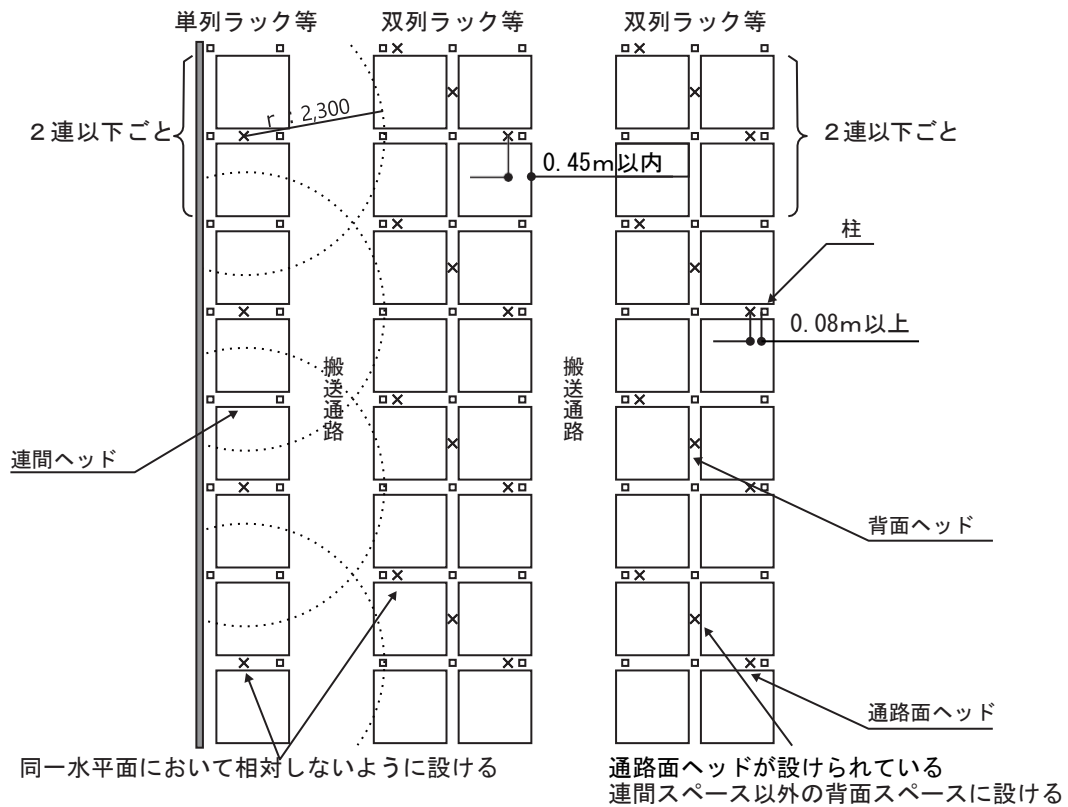 単列ラック等
双列ラック等
双列ラック等
2連以下ごと
r : 2,300
0.45m以内
2連以下ごと
柱
0.08m以上
搬送通路
搬送通路
連間ヘッド
背面ヘッド
通路面ヘッド
同一水平面において相対しないように設ける
通路面ヘッドが設けられている
連間スペース以外の背面スペースに設ける